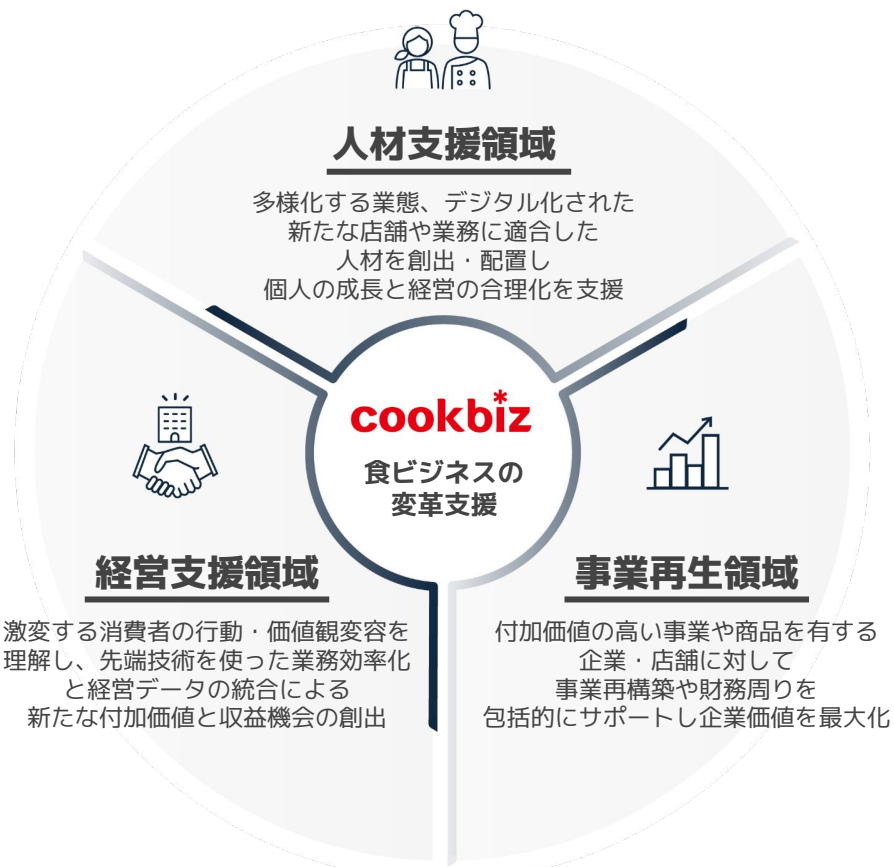 人材支援領域
多様化する業態、デジタル化された
新たな店舗や業務に適合した
人材を創出・配置し
個人の成長と経営の合理化を支援
cookbiz
食ビジネスの
変革支援
経営支援領域
激変する消費者の行動・価値観変容を
理解し、先端技術を使った業務効率化
と経営データの統合による
新たな付加価値と収益機会の創出
事業再生領域
付加価値の高い事業や商品を有する
企業・店舗に対して
事業再構築や財務周りを
包括的にサポートし企業価値を最大化